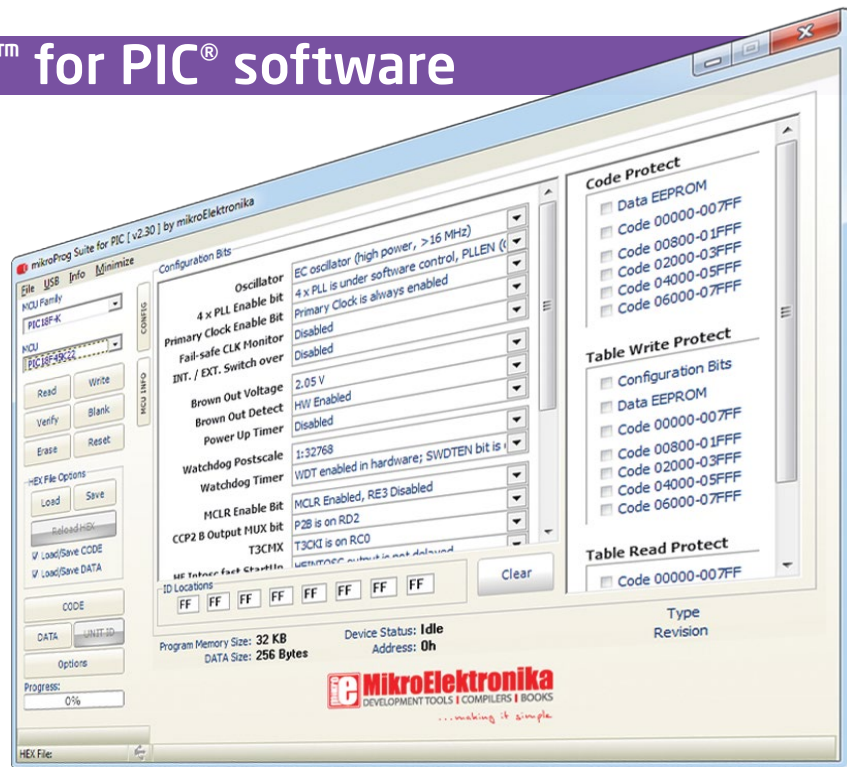 ™ for PIC® software
mikroProg Suite for PIC [ v2.30 ] by mikroElektronika
File USB Info Minimize
MCU Family
PIC18F-K
MCU
PIC18F45K22
Read Write
Verify Blank
Erase Reset
HEX File Options
Load Save
Reload HEX
Load/Save CODE
Load/Save DATA
CODE
DATA UNIT ID
Options
Progress:
0%
HEX File:
CONFIG
MCU INFO
Configuration Bits
Oscillator EC oscillator (high power, >16 MHz)
4 x PLL Enable bit 4 x PLL is under software control, PLLEN (
Primary Clock Enable Bit Primary Clock is always enabled
Fail-safe CLK Monitor Disabled
INT. / EXT. Switch over Disabled
Brown Out Voltage 2.05 V
Brown Out Detect HW Enabled
Power Up Timer Disabled
Watchdog Postscale 1:32768
Watchdog Timer WDT enabled in hardware; SWDTEN bit is
MCLR Enable Bit MCLR Enabled, RE3 Disabled
CCP2 B Output MUX bit P2B is on RD2
T3CMX T3CKI is on RC0
HF Intosc fast StartUp HFINTOSC output is not delayed
ID Locations
FF FF FF FF FF FF FF FF
Clear
Program Memory Size: 32 KB
DATA Size: 256 Bytes
Device Status: Idle
Address: 0h
Type
Revision
Code Protect
Data EEPROM
Code 00000-007FF
Code 00800-01FFF
Code 02000-03FFF
Code 04000-05FFF
Code 06000-07FFF
Table Write Protect
Configuration Bits
Data EEPROM
Code 00000-007FF
Code 00800-01FFF
Code 02000-03FFF
Code 04000-05FFF
Code 06000-07FFF
Table Read Protect
Code 00000-007FF
MikroElektronika
DEVELOPMENT TOOLS | COMPILERS | BOOKS
...making it simple